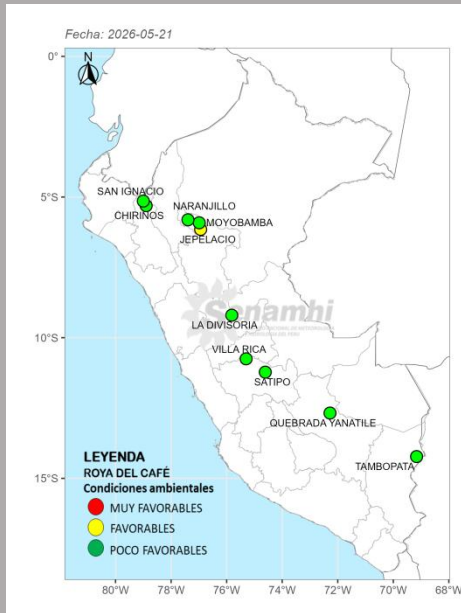 Fecha: 2026-05-21
0°
N
SAN IGNACIO
NARANJILLO
5°S
CHIRINOS
MOYOBAMBA
JEPELACIO
Senamhi
LA DIVISORIA
VILLA RICA
10°S
SATIPO
QUEBRADA YANATILE
TAMBOPATA
LEYENDA
ROYA DEL CAFÉ
Condiciones ambientales
15°S
MUY FAVORABLES
FAVORABLES
POCO FAVORABLES
80°W
78°W
76°W
74°W
72°W
70°W
68°W